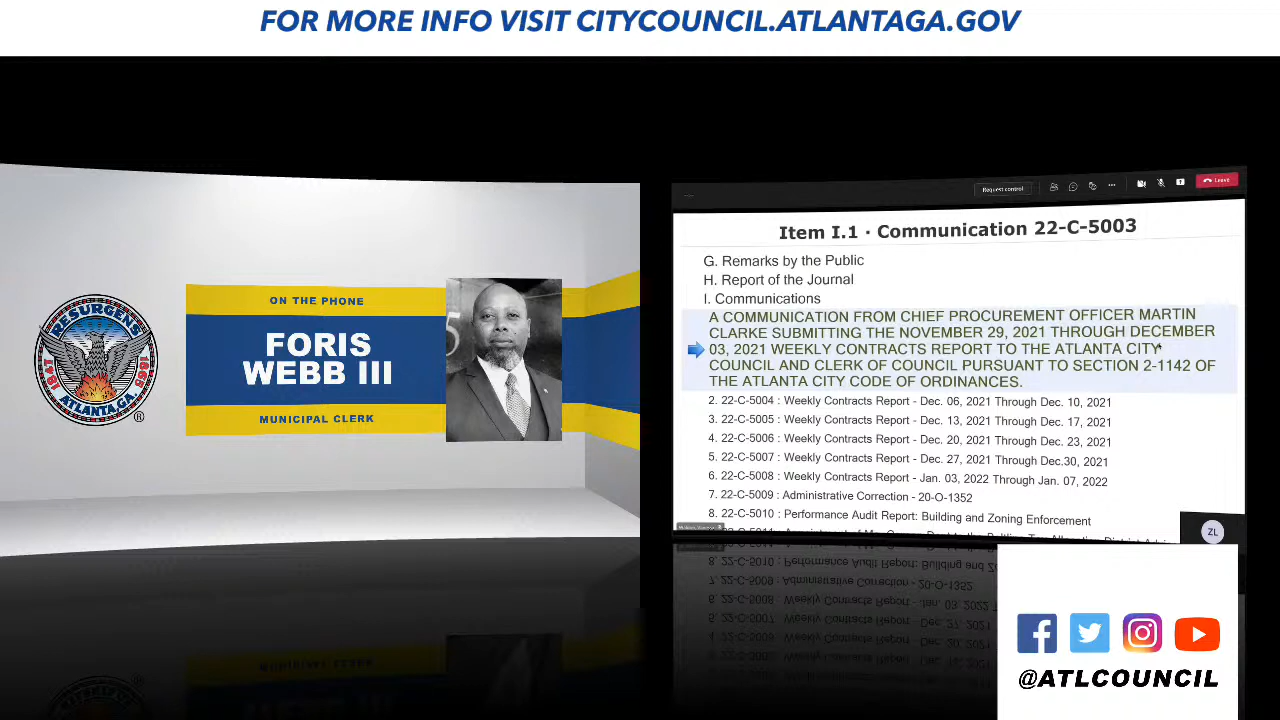 FOR MORE INFO VISIT CITYCOUNCIL.ATLANTAGA.GOV
RESURGENS
1847
1865
ATLANTA, GA.
®
ON THE PHONE
FORIS
WEBB III
MUNICIPAL CLERK
Request control
Leave
Item I.1 · Communication 22-C-5003
G. Remarks by the Public
H. Report of the Journal
I. Communications
A COMMUNICATION FROM CHIEF PROCUREMENT OFFICER MARTIN
CLARKE SUBMITTING THE NOVEMBER 29, 2021 THROUGH DECEMBER
03, 2021 WEEKLY CONTRACTS REPORT TO THE ATLANTA CITY
COUNCIL AND CLERK OF COUNCIL PURSUANT TO SECTION 2-1142 OF
THE ATLANTA CITY CODE OF ORDINANCES.
2. 22-C-5004 : Weekly Contracts Report - Dec. 06, 2021 Through Dec. 10, 2021
3. 22-C-5005 : Weekly Contracts Report - Dec. 13, 2021 Through Dec. 17, 2021
4. 22-C-5006 : Weekly Contracts Report - Dec. 20, 2021 Through Dec. 23, 2021
5. 22-C-5007 : Weekly Contracts Report - Dec. 27, 2021 Through Dec.30, 2021
6. 22-C-5008 : Weekly Contracts Report - Jan. 03, 2022 Through Jan. 07, 2022
7. 22-C-5009 : Administrative Correction - 20-O-1352
8. 22-C-5010 : Performance Audit Report: Building and Zoning Enforcement
ZL
@ATLCOUNCIL